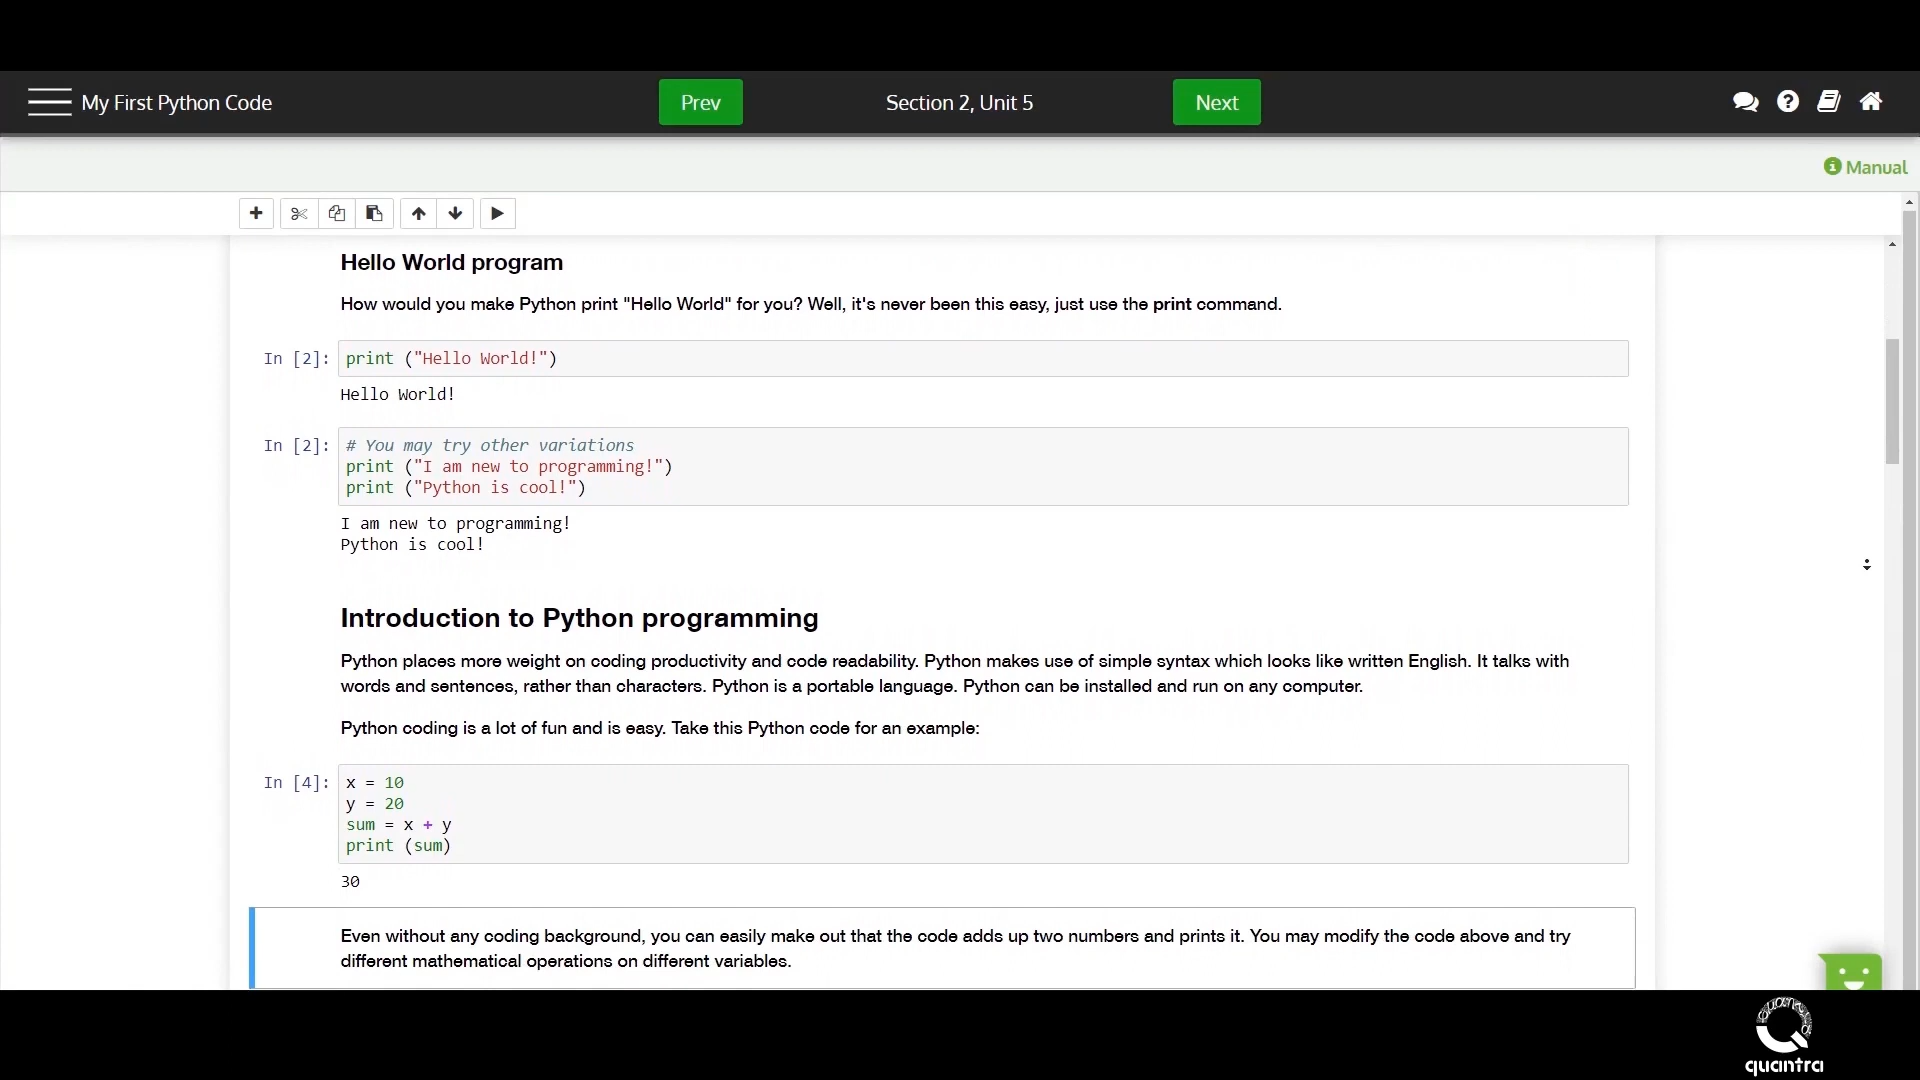 My First Python Code
Prev
Section 2, Unit 5
Next
Manual
Hello World program
How would you make Python print "Hello World" for you? Well, it's never been this easy, just use the print command.
In [2]: print ("Hello World!")
Hello World!
In [2]: # You may try other variations
print ("I am new to programming!")
print ("Python is cool!")
I am new to programming!
Python is cool!
Introduction to Python programming
Python places more weight on coding productivity and code readability. Python makes use of simple syntax which looks like written English. It talks with
words and sentences, rather than characters. Python is a portable language. Python can be installed and run on any computer.
Python coding is a lot of fun and is easy. Take this Python code for an example:
In [4]: x = 10
y = 20
sum = x + y
print (sum)
30
Even without any coding background, you can easily make out that the code adds up two numbers and prints it. You may modify the code above and try
different mathematical operations on different variables.
quantra